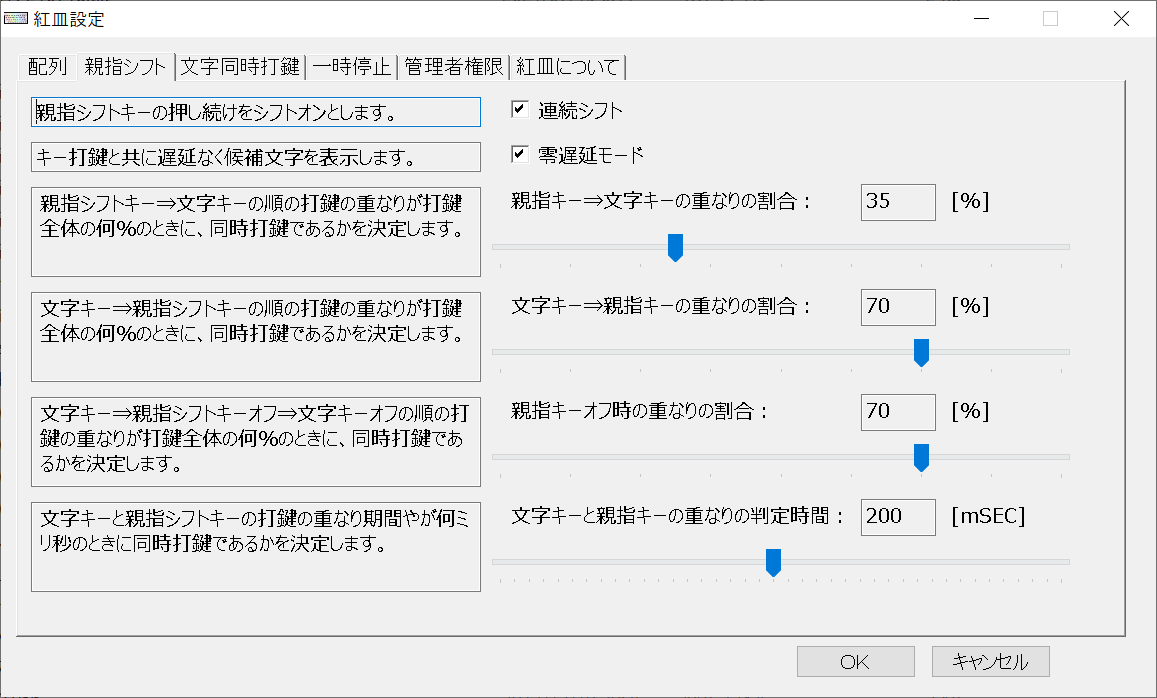 紅皿設定
配列 親指シフト 文字同時打鍵 一時停止 管理者権限 紅皿について
親指シフトキーの押し続けをシフトオンとします。
連続シフト
キー打鍵と共に遅延なく候補文字を表示します。
零遅延モード
親指シフトキー⇒文字キーの順の打鍵の重なりが打鍵
全体の何%のときに、同時打鍵であるかを決定します。
親指キー⇒文字キーの重なりの割合： 35 [%]
文字キー⇒親指シフトキーの順の打鍵の重なりが打鍵
全体の何%のときに、同時打鍵であるかを決定します。
文字キー⇒親指キーの重なりの割合： 70 [%]
文字キー⇒親指シフトキーオフ⇒文字キーオフの順の打
鍵の重なりが打鍵全体の何%のときに、同時打鍵であ
るかを決定します。
親指キーオフ時の重なりの割合： 70 [%]
文字キーと親指シフトキーの打鍵の重なり期間やが何ミ
リ秒のときに同時打鍵であるかを決定します。
文字キーと親指キーの重なりの判定時間： 200 [mSEC]
OK キャンセル